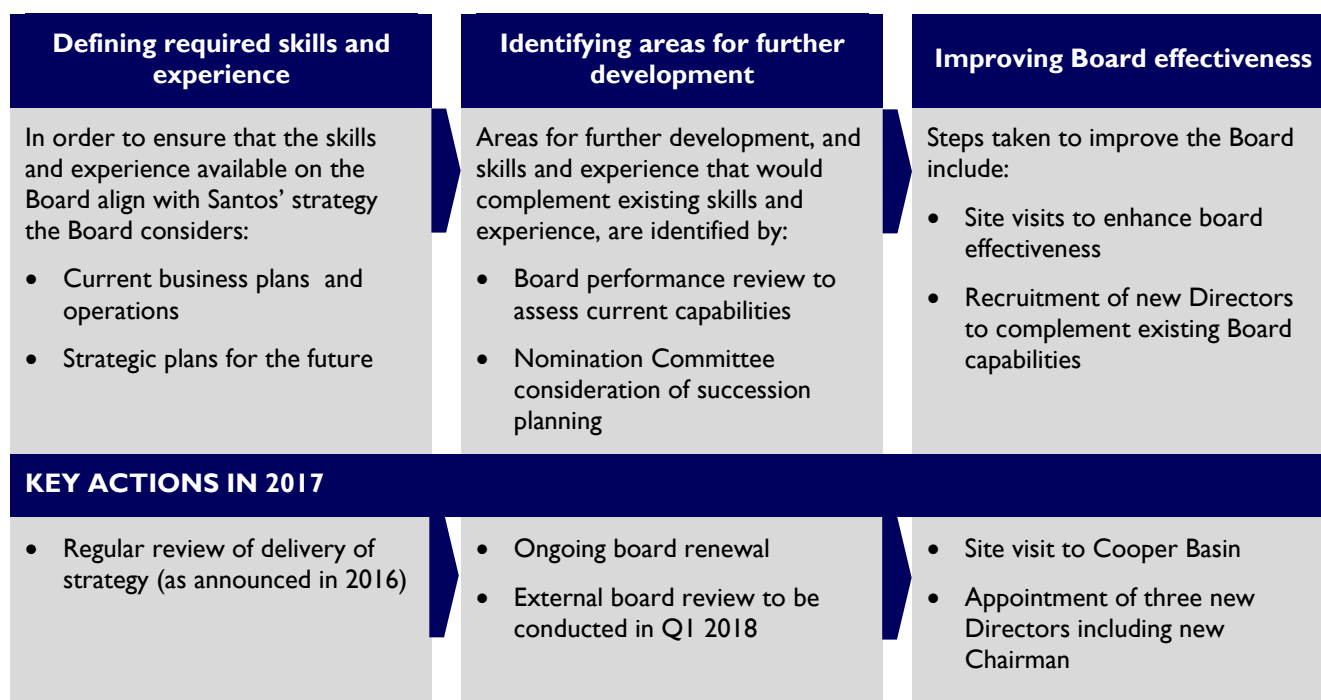 Defining required skills and
experience
In order to ensure that the skills
and experience available on the
Board align with Santos’ strategy
the Board considers:
• Current business plans and
operations
• Strategic plans for the future
Identifying areas for further
development
Areas for further development, and
skills and experience that would
complement existing skills and
experience, are identified by:
• Board performance review to
assess current capabilities
• Nomination Committee
consideration of succession
planning
Improving Board effectiveness
Steps taken to improve the Board
include:
• Site visits to enhance board
effectiveness
• Recruitment of new Directors
to complement existing Board
capabilities
KEY ACTIONS IN 2017
• Regular review of delivery of
strategy (as announced in 2016)
• Ongoing board renewal
• External board review to be
conducted in Q1 2018
• Site visit to Cooper Basin
• Appointment of three new
Directors including new
Chairman